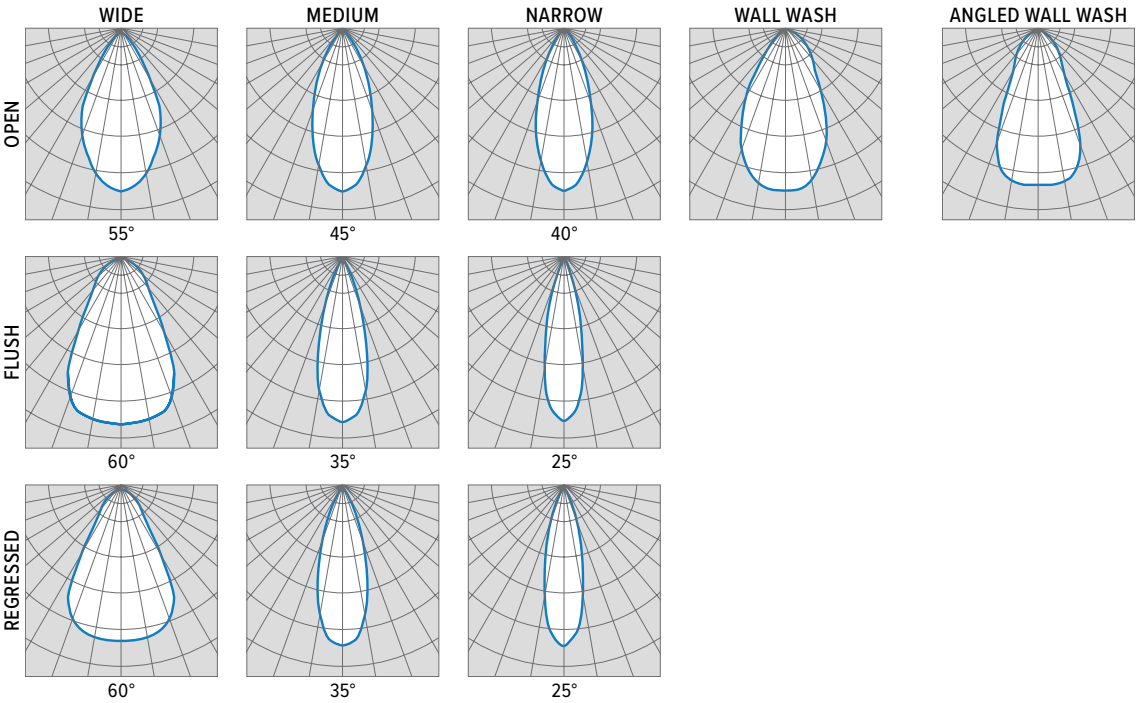 WIDE MEDIUM NARROW WALL WASH ANGLED WALL WASH
OPEN
55° 45° 40°
FLUSH
60° 35° 25°
REGRESSED
60° 35° 25°